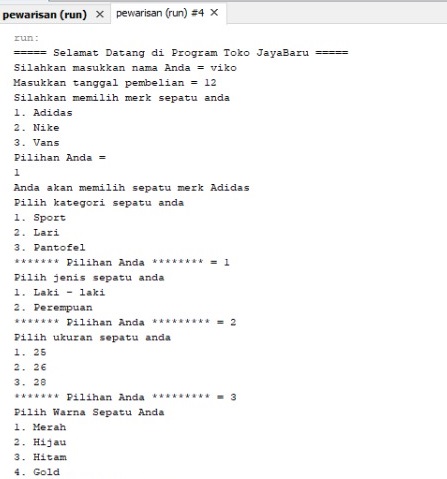 pewarisan (run) × pewarisan (run) #4 ×
run:
===== Selamat Datang di Program Toko JayaBaru =====
Silahkan masukkan nama Anda = viko
Masukkan tanggal pembelian = 12
Silahkan memilih merk sepatu anda
1. Adidas
2. Nike
3. Vans
Pilihan Anda =
1
Anda akan memilih sepatu merk Adidas
Pilih kategori sepatu anda
1. Sport
2. Lari
3. Pantofel
******* Pilihan Anda ******** = 1
Pilih jenis sepatu anda
1. Laki - laki
2. Perempuan
******* Pilihan Anda ********* = 2
Pilih ukuran sepatu anda
1. 25
2. 26
3. 28
******* Pilihan Anda ********* = 3
Pilih Warna Sepatu Anda
1. Merah
2. Hijau
3. Hitam
4. Gold